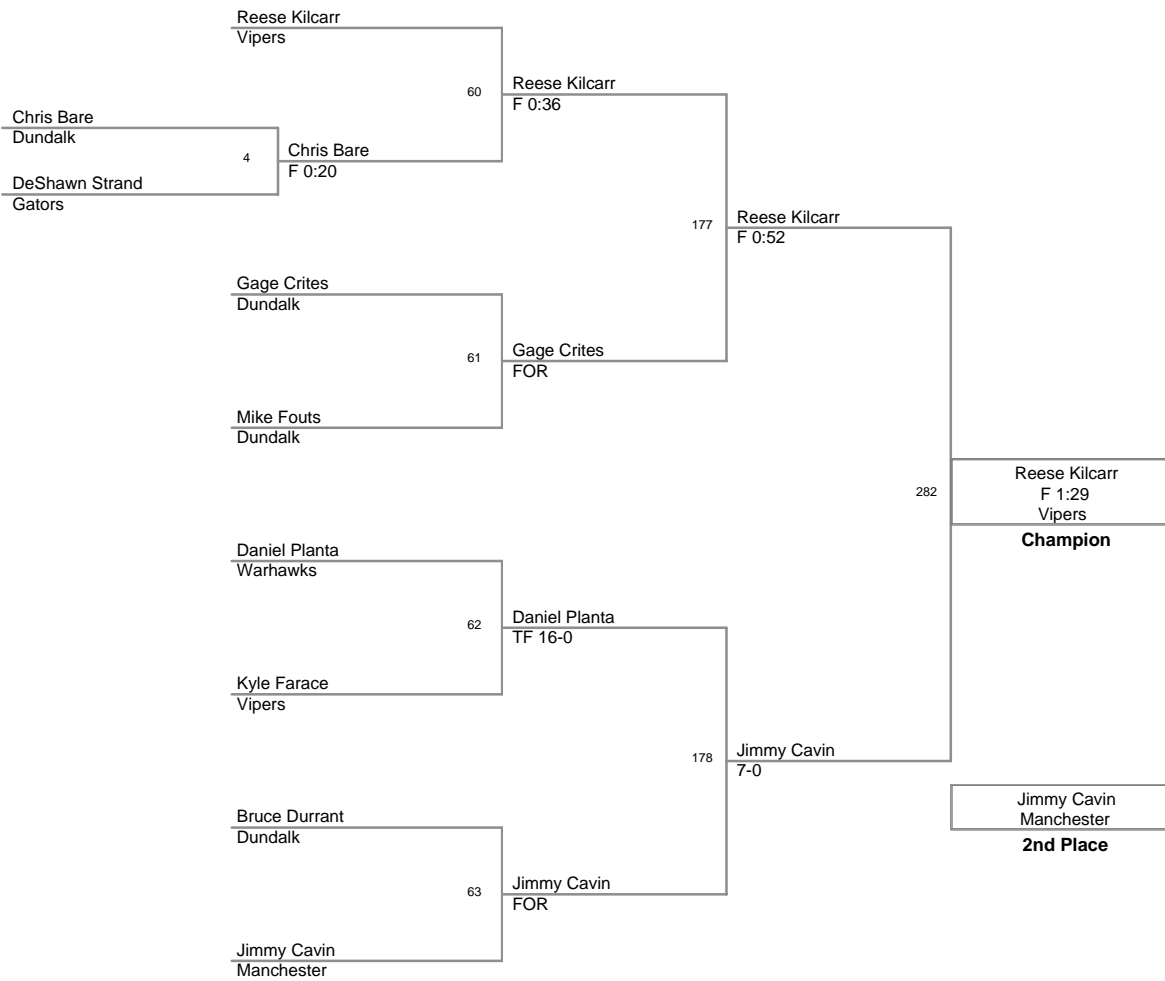 Reese Kilcarr
Vipers
60
Reese Kilcarr
F 0:36
Chris Bare
Dundalk
4
Chris Bare
F 0:20
DeShawn Strand
Gators
177
Reese Kilcarr
F 0:52
Gage Crites
Dundalk
61
Gage Crites
FOR
Mike Fouts
Dundalk
282
Reese Kilcarr
F 1:29
Vipers
Champion
Daniel Planta
Warhawks
62
Daniel Planta
TF 16-0
Kyle Farace
Vipers
178
Jimmy Cavin
7-0
Jimmy Cavin
Manchester
2nd Place
Bruce Durrant
Dundalk
63
Jimmy Cavin
FOR
Jimmy Cavin
Manchester